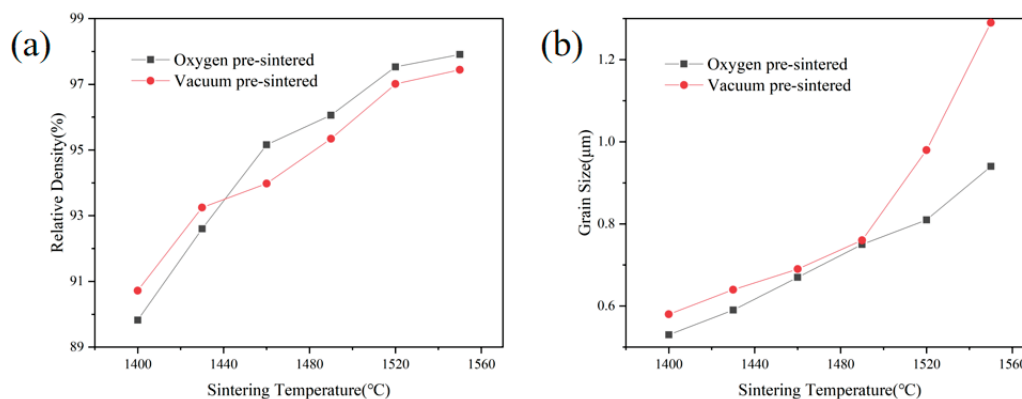 (a)
99
97
95
93
91
89
Relative Density(%)
Oxygen pre-sintered
Vacuum pre-sintered
1400
1440
1480
1520
1560
Sintering Temperature(°C)
(b)
1.2
1.0
0.8
0.6
Grain Size(μm)
Oxygen pre-sintered
Vacuum pre-sintered
1400
1440
1480
1520
1560
Sintering Temperature(°C)